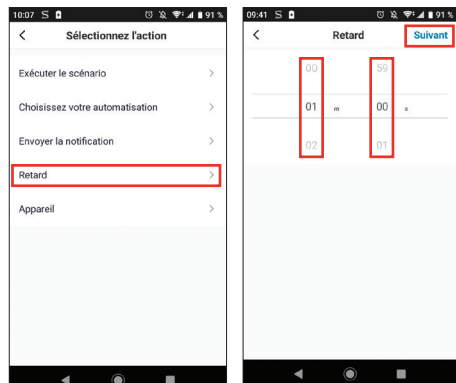 10:07 S 91 %
Sélectionnez l'action
Exécuter le scénario
Choisissez votre automatisation
Envoyer la notification
Retard
Appareil
09:41 S 91 %
Retard Suivant
00 59
01 m 00 s
02 01